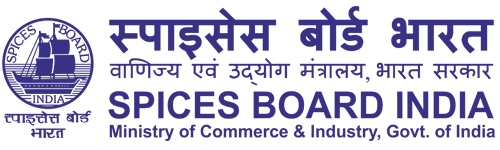 SPICES BOARD
INDIA
स्पाइसेस बोर्ड
भारत
स्पाइसेस बोर्ड भारत
वाणिज्य एवं उद्योग मंत्रालय, भारत सरकार
SPICES BOARD INDIA
Ministry of Commerce & Industry, Govt. of India